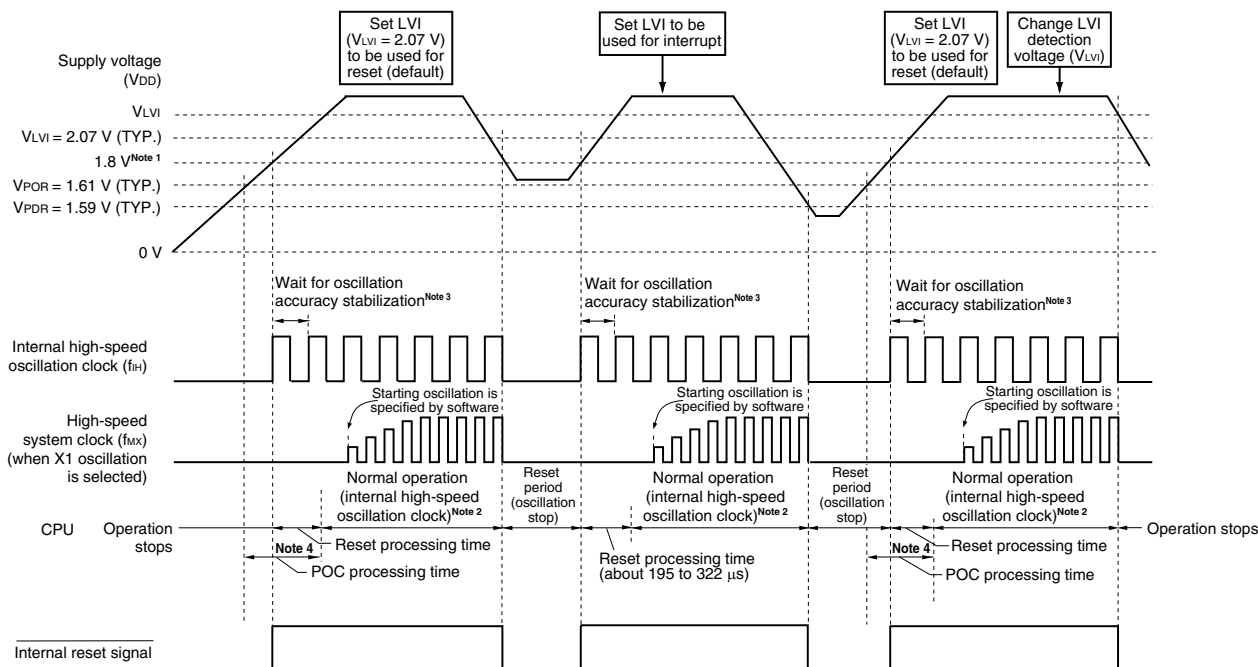 Set LVI
(VLVI = 2.07 V)
to be used for
reset (default)
Set LVI to be
used for interrupt
Set LVI
(VLVI = 2.07 V)
to be used for
reset (default)
Change LVI
detection
voltage (VLVI)
Supply voltage
(VDD)
VLVI
VLVI = 2.07 V (TYP.)
1.8 V Note 1
VPOR = 1.61 V (TYP.)
VPDR = 1.59 V (TYP.)
0 V
Wait for oscillation
accuracy stabilization Note 3
Wait for oscillation
accuracy stabilization Note 3
Wait for oscillation
accuracy stabilization Note 3
Internal high-speed
oscillation clock (fIH)
Starting oscillation is
specified by software
Starting oscillation is
specified by software
Starting oscillation is
specified by software
High-speed
system clock (fMX)
(when X1 oscillation
is selected)
Normal operation
(internal high-speed
oscillation clock) Note 2
Reset
period
(oscillation
stop)
Normal operation
(internal high-speed
oscillation clock) Note 2
Reset
period
(oscillation
stop)
Normal operation
(internal high-speed
oscillation clock) Note 2
CPU
Operation
stops
Operation stops
Reset processing time
Note 4
POC processing time
Reset processing time
(about 195 to 322 μs)
Reset processing time
Note 4
POC processing time
Internal reset signal